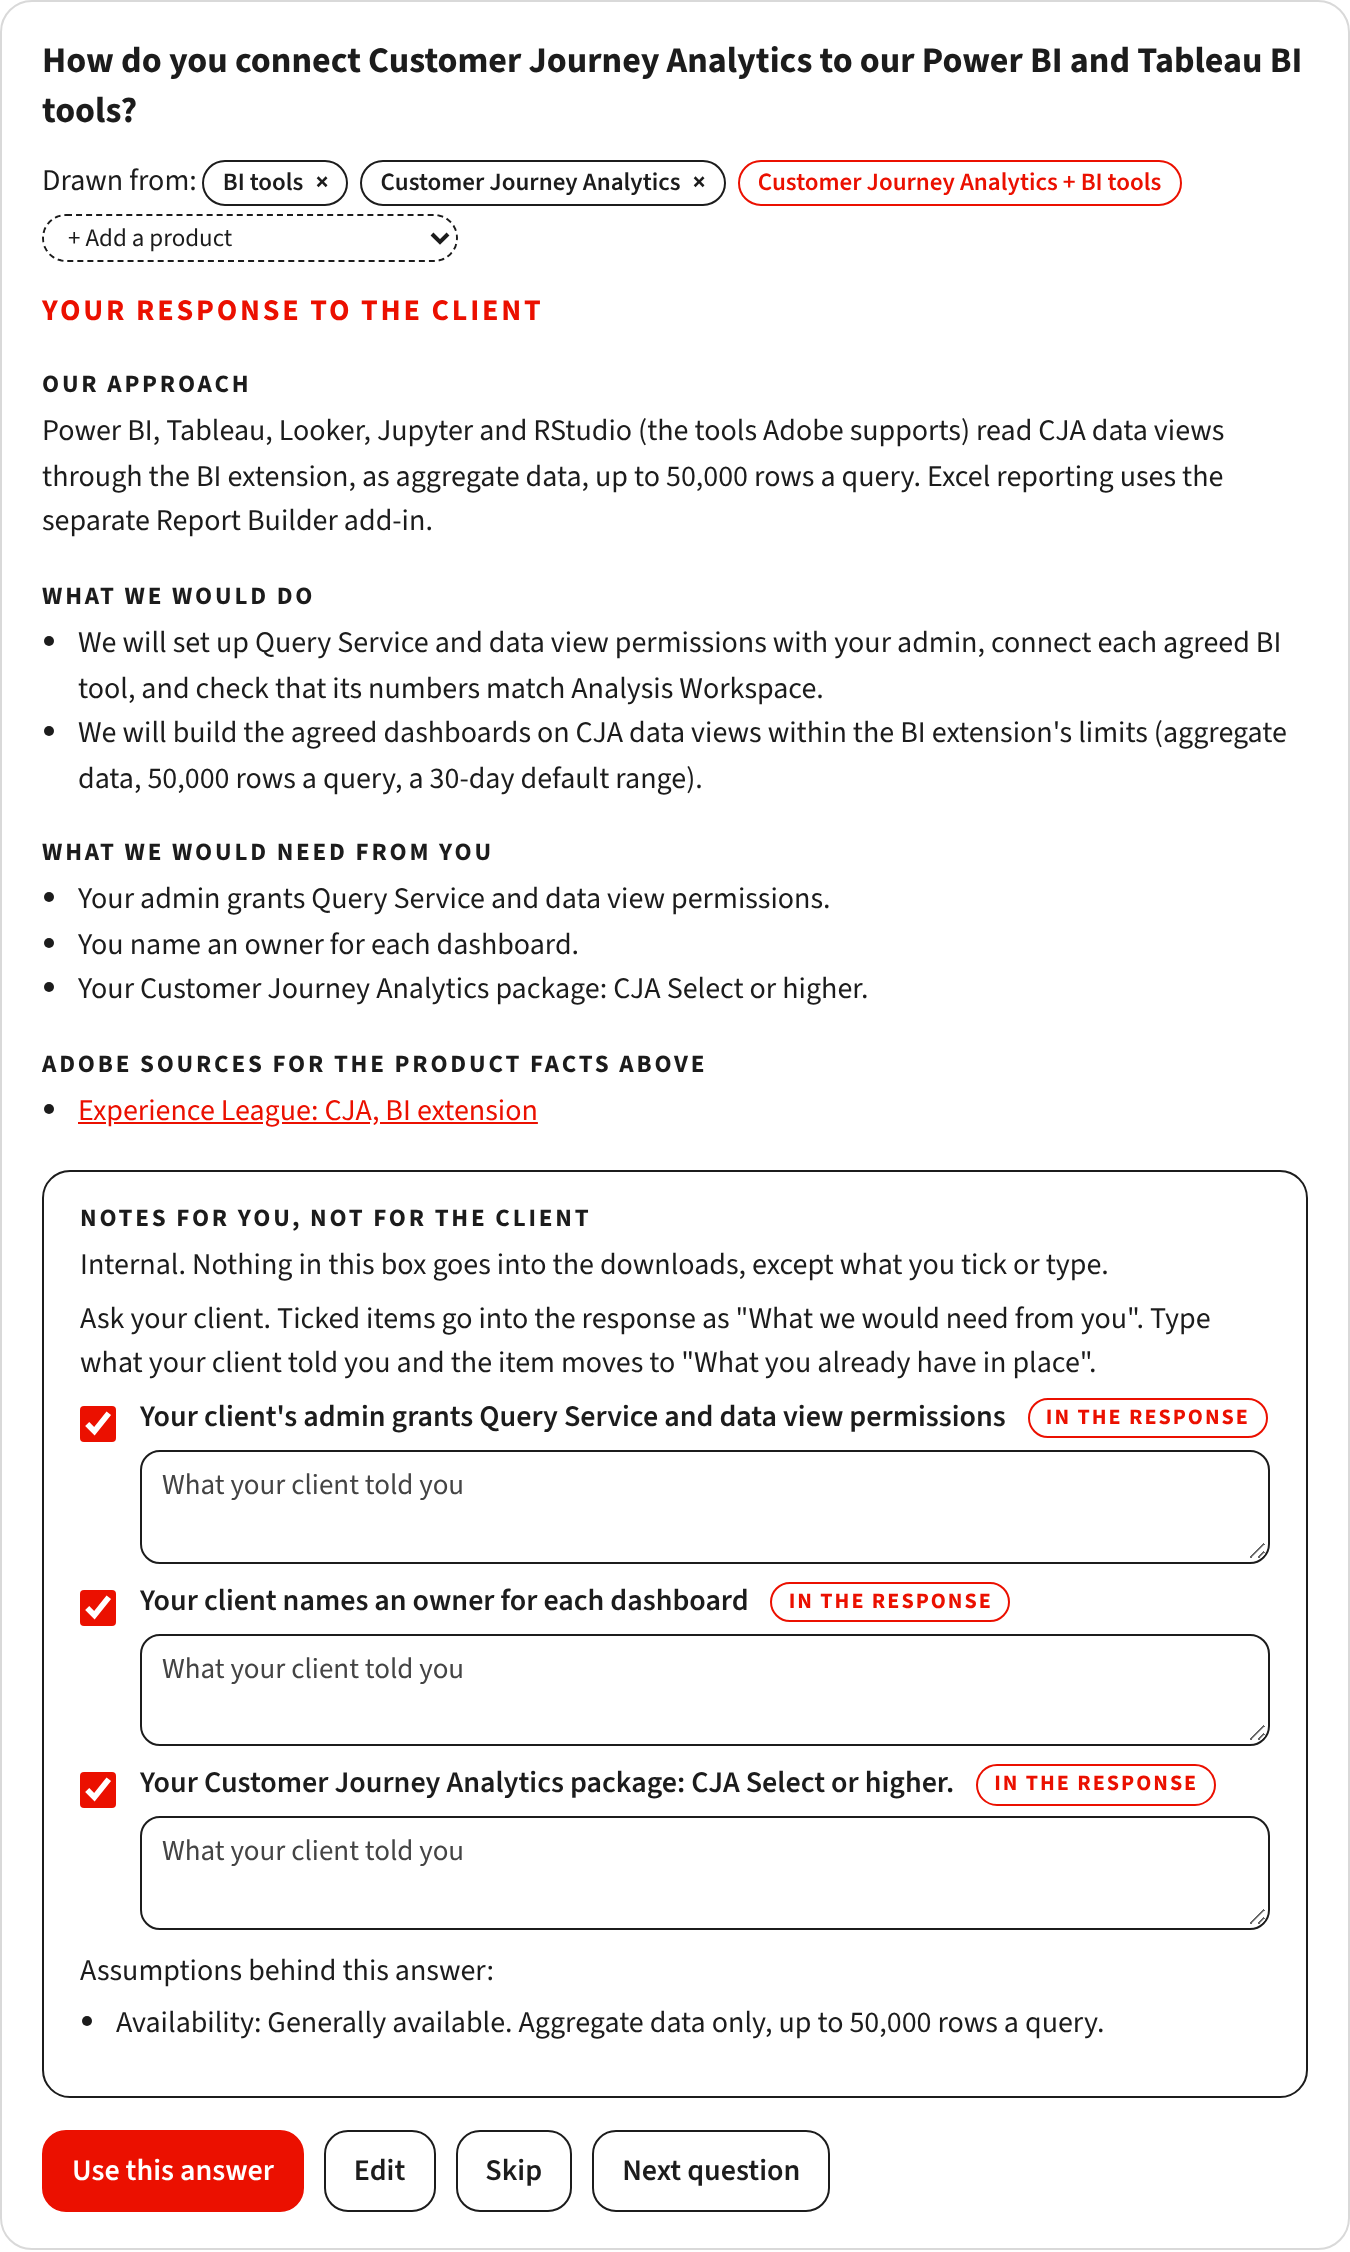 How do you connect Customer Journey Analytics to our Power BI and Tableau BI
tools?
Drawn from: BI tools × Customer Journey Analytics × Customer Journey Analytics + BI tools
+ Add a product
YOUR RESPONSE TO THE CLIENT
OUR APPROACH
Power BI, Tableau, Looker, Jupyter and RStudio (the tools Adobe supports) read CJA data views
through the BI extension, as aggregate data, up to 50,000 rows a query. Excel reporting uses the
separate Report Builder add-in.
WHAT WE WOULD DO
• We will set up Query Service and data view permissions with your admin, connect each agreed BI
tool, and check that its numbers match Analysis Workspace.
• We will build the agreed dashboards on CJA data views within the BI extension's limits (aggregate
data, 50,000 rows a query, a 30-day default range).
WHAT WE WOULD NEED FROM YOU
• Your admin grants Query Service and data view permissions.
• You name an owner for each dashboard.
• Your Customer Journey Analytics package: CJA Select or higher.
ADOBE SOURCES FOR THE PRODUCT FACTS ABOVE
• Experience League: CJA, BI extension
NOTES FOR YOU, NOT FOR THE CLIENT
Internal. Nothing in this box goes into the downloads, except what you tick or type.
Ask your client. Ticked items go into the response as "What we would need from you". Type
what your client told you and the item moves to "What you already have in place".
Your client's admin grants Query Service and data view permissions IN THE RESPONSE
What your client told you
Your client names an owner for each dashboard IN THE RESPONSE
What your client told you
Your Customer Journey Analytics package: CJA Select or higher. IN THE RESPONSE
What your client told you
Assumptions behind this answer:
• Availability: Generally available. Aggregate data only, up to 50,000 rows a query.
Use this answer Edit Skip Next question